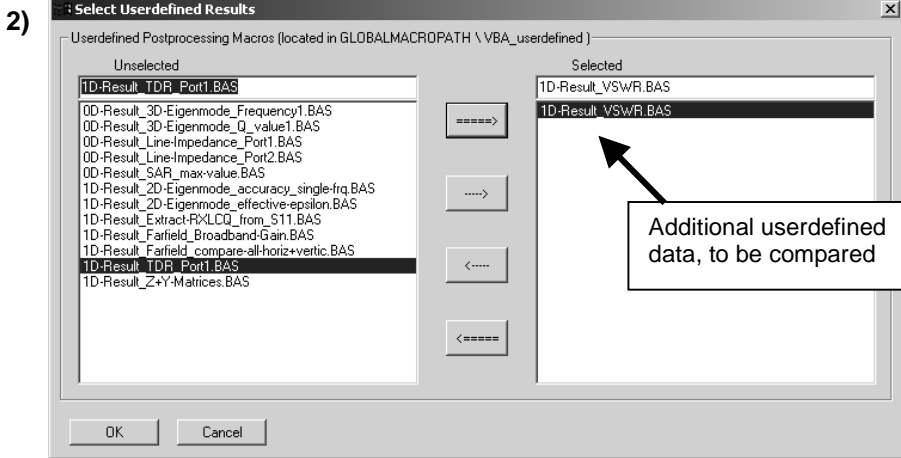 2)
Select Userdefined Results
Userdefined Postprocessing Macros (located in GLOBALMACROPATH \ VBA_userdefined )
Unselected
1D-Result_TDR_Port1.BAS
0D-Result_3D-Eigenmode_Frequency1.BAS
0D-Result_3D-Eigenmode_Q_value1.BAS
0D-Result_Line-Impedance_Port1.BAS
0D-Result_Line-Impedance_Port2.BAS
0D-Result_SAR_max-value.BAS
1D-Result_2D-Eigenmode_accuracy_single-frq.BAS
1D-Result_2D-Eigenmode_effective-epsilon.BAS
1D-Result_Extract-RXLCQ_from_S11.BAS
1D-Result_Farfield_Broadband-Gain.BAS
1D-Result_Farfield_compare-all-horiz+vertic.BAS
1D-Result_TDR_Port1.BAS
1D-Result_Z+Y-Matrices.BAS
=====>
----->
<-----
<=====
Selected
1D-Result_VSWR.BAS
1D-Result_VSWR.BAS
Additional userdefined
data, to be compared
OK
Cancel